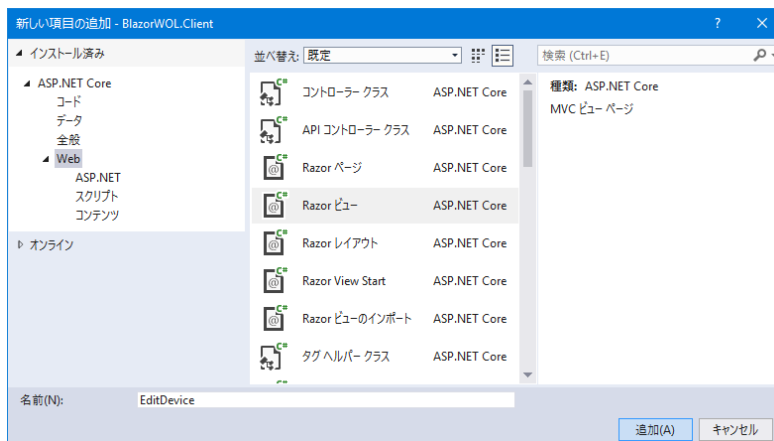 新しい項目の追加 - BlazorWOL.Client
? ×
インストール済み
ASP.NET Core
コード
データ
全般
Web
ASP.NET
スクリプト
コンテンツ
オンライン
並べ替え: 既定
検索 (Ctrl+E)
コントローラー クラス ASP.NET Core
API コントローラー クラス ASP.NET Core
Razor ページ ASP.NET Core
Razor ビュー ASP.NET Core
Razor レイアウト ASP.NET Core
Razor View Start ASP.NET Core
Razor ビューのインポート ASP.NET Core
タグ ヘルパー クラス ASP.NET Core
種類: ASP.NET Core
MVC ビュー ページ
名前(N): EditDevice
追加(A) キャンセル